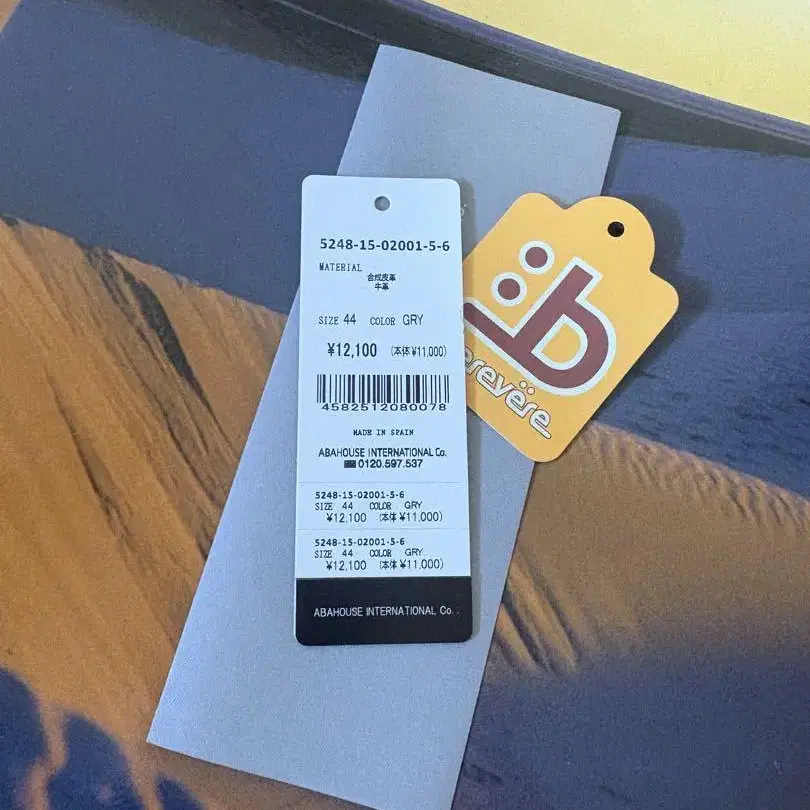 5248-15-02001-5-6
MATERIAL
合成皮革
牛革
SIZE 44 COLOR GRY
¥12,100 (本体¥11,000)
4582512080078
MADE IN SPAIN
ABAHOUSE INTERNATIONAL Co.
0120.597.537
5248-15-02001-5-6
SIZE 44 COLOR GRY
¥12,100 (本体¥11,000)
5248-15-02001-5-6
SIZE 44 COLOR GRY
¥12,100 (本体¥11,000)
ABAHOUSE INTERNATIONAL Co.
b
erevëre